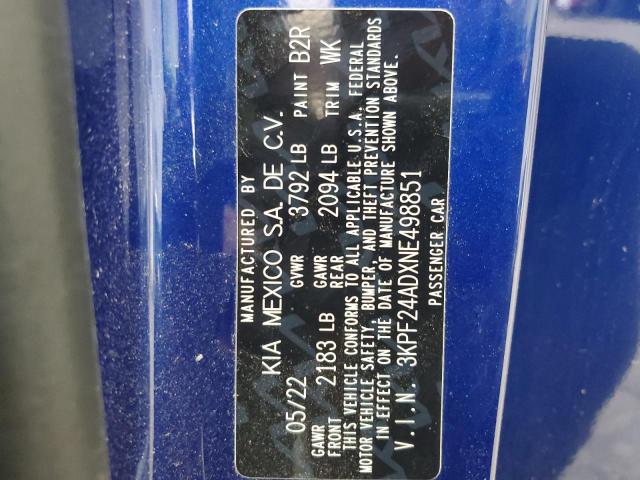 MANUFACTURED BY
KIA MEXICO S.A. DE C.V.
05/22 GVWR 3792 LB PAINT B2R
GAWR FRONT 2183 LB GAWR REAR 2094 LB TRIM WK
THIS VEHICLE CONFORMS TO ALL APPLICABLE U.S.A. FEDERAL
MOTOR VEHICLE SAFETY, BUMPER, AND THEFT PREVENTION STANDARDS
IN EFFECT ON THE DATE OF MANUFACTURE SHOWN ABOVE.
V.I.N. 3KPF24ADXNE498851
PASSENGER CAR